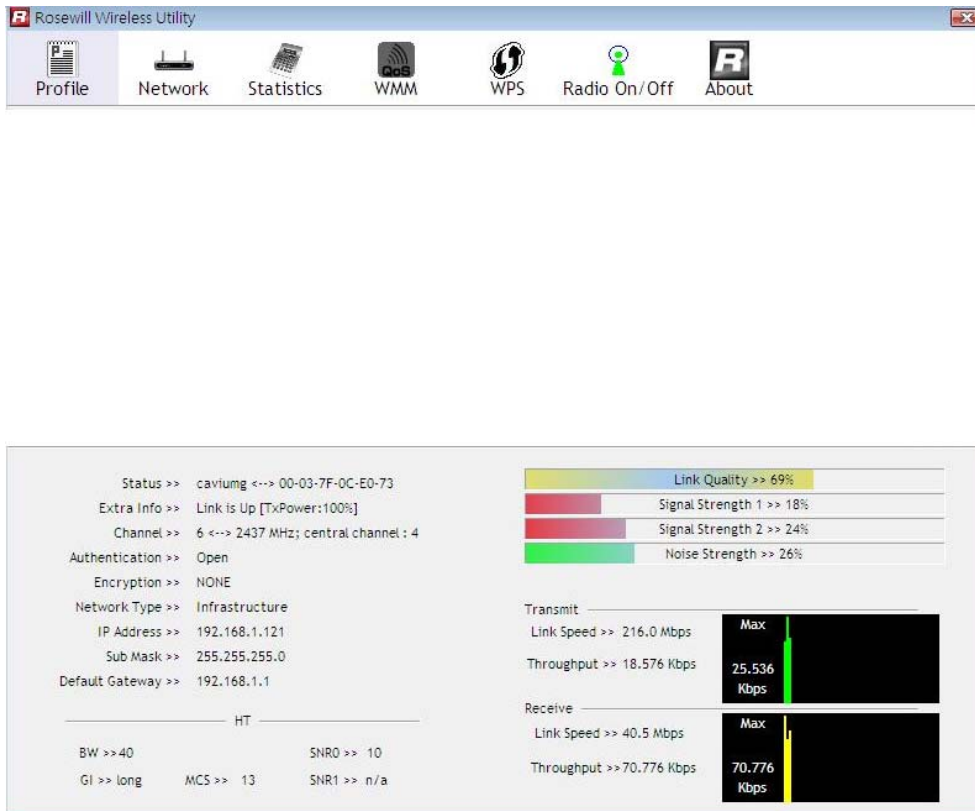 R Rosewill Wireless Utility
P
QoS
R
Profile Network Statistics WMM WPS Radio On/Off About
Status >> caviumg <--> 00-03-7F-0C-E0-73
Extra Info >> Link is Up [TxPower:100%]
Channel >> 6 <--> 2437 MHz; central channel : 4
Authentication >> Open
Encryption >> NONE
Network Type >> Infrastructure
IP Address >> 192.168.1.121
Sub Mask >> 255.255.255.0
Default Gateway >> 192.168.1.1
HT
BW >> 40 SNR0 >> 10
GI >> long MCS >> 13 SNR1 >> n/a
Link Quality >> 69%
Signal Strength 1 >> 18%
Signal Strength 2 >> 24%
Noise Strength >> 26%
Transmit
Link Speed >> 216.0 Mbps
Throughput >> 18.576 Kbps
Max
25.536
Kbps
Receive
Link Speed >> 40.5 Mbps
Throughput >> 70.776 Kbps
Max
70.776
Kbps